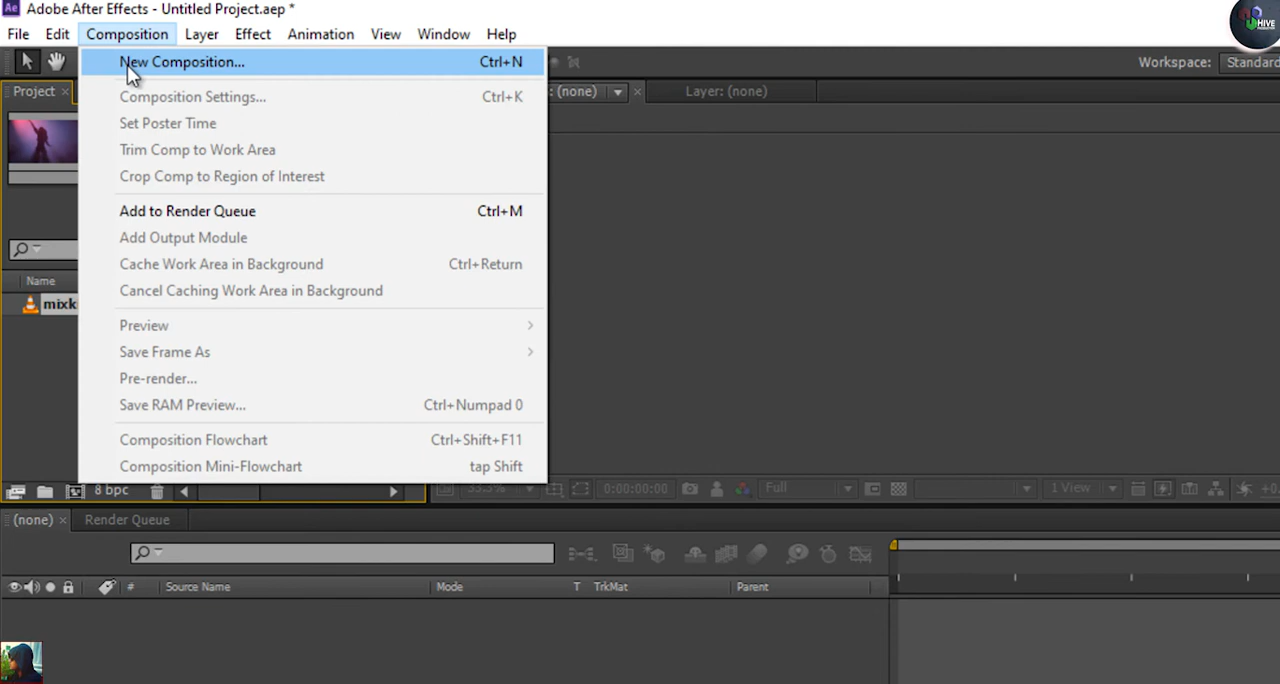 Ae Adobe After Effects - Untitled Project.aep *
File Edit Composition Layer Effect Animation View Window Help
HIVE
New Composition... Ctrl+N
Workspace: Standard
Project × : (none) × Layer: (none)
Composition Settings... Ctrl+K
Set Poster Time
Trim Comp to Work Area
Crop Comp to Region of Interest
Add to Render Queue Ctrl+M
Add Output Module
Cache Work Area in Background Ctrl+Return
Name
Cancel Caching Work Area in Background
mixk
Preview
Save Frame As
Pre-render...
Save RAM Preview... Ctrl+Numpad 0
Composition Flowchart Ctrl+Shift+F11
Composition Mini-Flowchart tap Shift
8 bpc 33.3% 0:00:00:00 Full 1 View +0
(none) × Render Queue
# Source Name Mode T TrkMat Parent